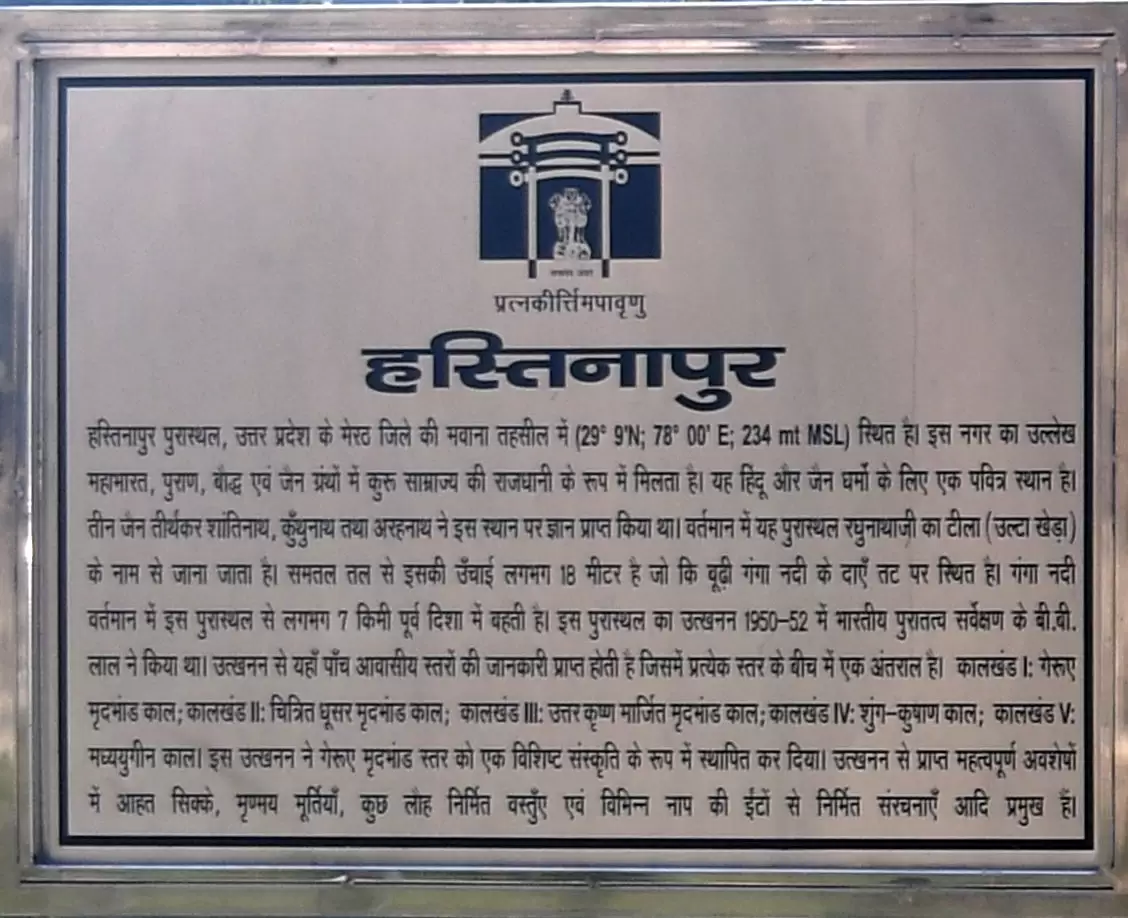 प्रत्नकीर्त्तिमपावृणु
हस्तिनापुर
हस्तिनापुर पुरास्थल, उत्तर प्रदेश के मेरठ जिले की मवाना तहसील में (29° 9'N; 78° 00' E; 234 mt MSL) स्थित है। इस नगर का उल्लेख
महाभारत, पुराण, बौद्ध एवं जैन ग्रंथों में कुरू साम्राज्य की राजधानी के रूप में मिलता है। यह हिंदू और जैन धर्मो के लिए एक पवित्र स्थान है।
तीन जैन तीर्थकर शांतिनाथ, कुँथुनाथ तथा अरहनाथ ने इस स्थान पर ज्ञान प्राप्त किया था। वर्तमान में यह पुरास्थल रघुनाथाजी का टीला (उल्टा खेड़ा)
के नाम से जाना जाता है। समतल तल से इसकी उँचाई लगभग 18 मीटर है जो कि बूढ़ी गंगा नदी के दाएँ तट पर स्थित है। गंगा नदी
वर्तमान में इस पुरास्थल से लगभग 7 किमी पूर्व दिशा में बहती है। इस पुरास्थल का उत्खनन 1950-52 में भारतीय पुरातत्व सर्वेक्षण के बी.बी.
लाल ने किया था। उत्खनन से यहाँ पाँच आवासीय स्तरों की जानकारी प्राप्त होती है जिसमें प्रत्येक स्तर के बीच में एक अंतराल है। कालखंड I: गेरूए
मृदभांड काल; कालखंड II: चित्रित धूसर मृदभांड काल; कालखंड III: उत्तर कृष्ण मार्जित मृदभांड काल; कालखंड IV: शुंग-कुषाण काल; कालखंड V:
मध्ययुगीन काल। इस उत्खनन ने गेरूए मृदभांड स्तर को एक विशिष्ट संस्कृति के रूप में स्थापित कर दिया। उत्खनन से प्राप्त महत्वपूर्ण अवशेषों
में आहत सिक्के, मृण्मय मूर्तियाँ, कुछ लौह निर्मित वस्तुँए एवं विभिन्न नाप की ईंटों से निर्मित संरचनाएँ आदि प्रमुख हैं।